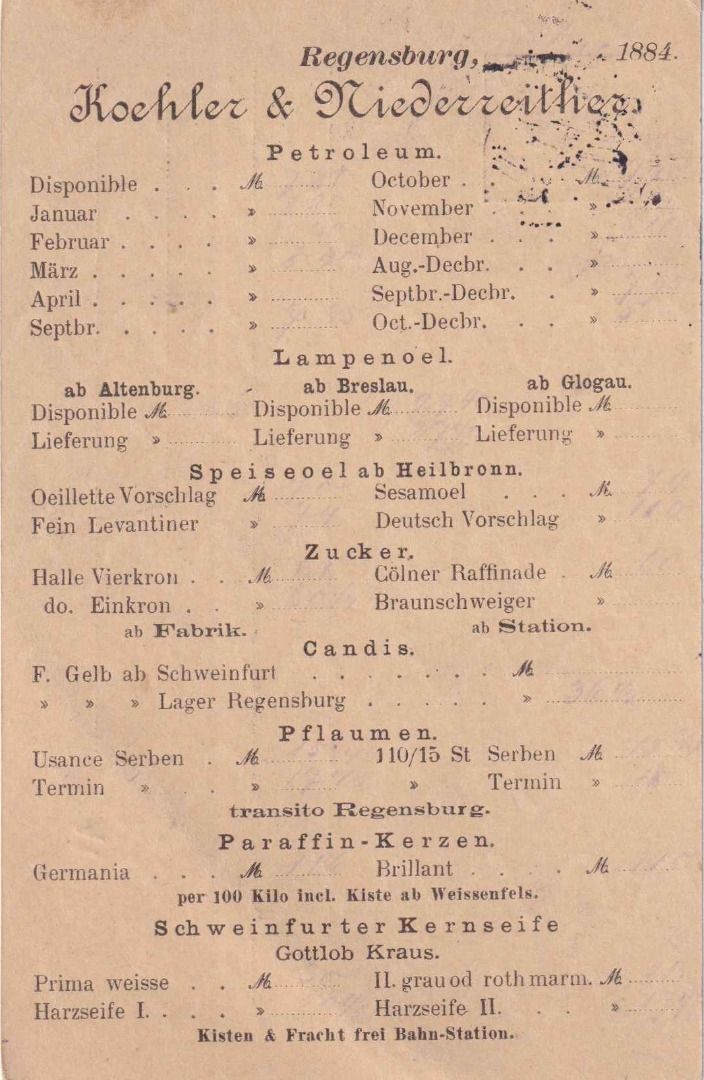 Regensburg, 1884.
Koehler & Niederreither.
Petroleum.
Disponible . . . M. October . . . M.
Januar . . . . » November . . . »
Februar . . . . » December . . . »
März . . . . . » Aug.-Decbr. . . »
April . . . . . » Septbr.-Decbr. . »
Septbr. . . . . » Oct.-Decbr. . . »
Lampenoel.
ab Altenburg. - ab Breslau. ab Glogau.
Disponible M. Disponible M. Disponible M.
Lieferung » Lieferung » Lieferung »
Speiseoel ab Heilbronn.
Oeillette Vorschlag M. Sesamoel . . . M.
Fein Levantiner » Deutsch Vorschlag »
Zucker.
Halle Vierkron . . M. Cölner Raffinade . M.
do. Einkron . . » Braunschweiger »
ab Fabrik. ab Station.
Candis.
F. Gelb ab Schweinfurt . . . . . . M.
» » » Lager Regensburg . . . . . »
Pflaumen.
Usance Serben . M. 110/15 St Serben M.
Termin » . . » » Termin »
transito Regensburg.
Paraffin-Kerzen.
Germania . . . M. Brillant . . . M.
per 100 Kilo incl. Kiste ab Weissenfels.
Schweinfurter Kernseife
Gottlob Kraus.
Prima weisse . . M. II. grau od roth marm. M.
Harzseife I. . . . » Harzseife II. . . »
Kisten & Fracht frei Bahn-Station.